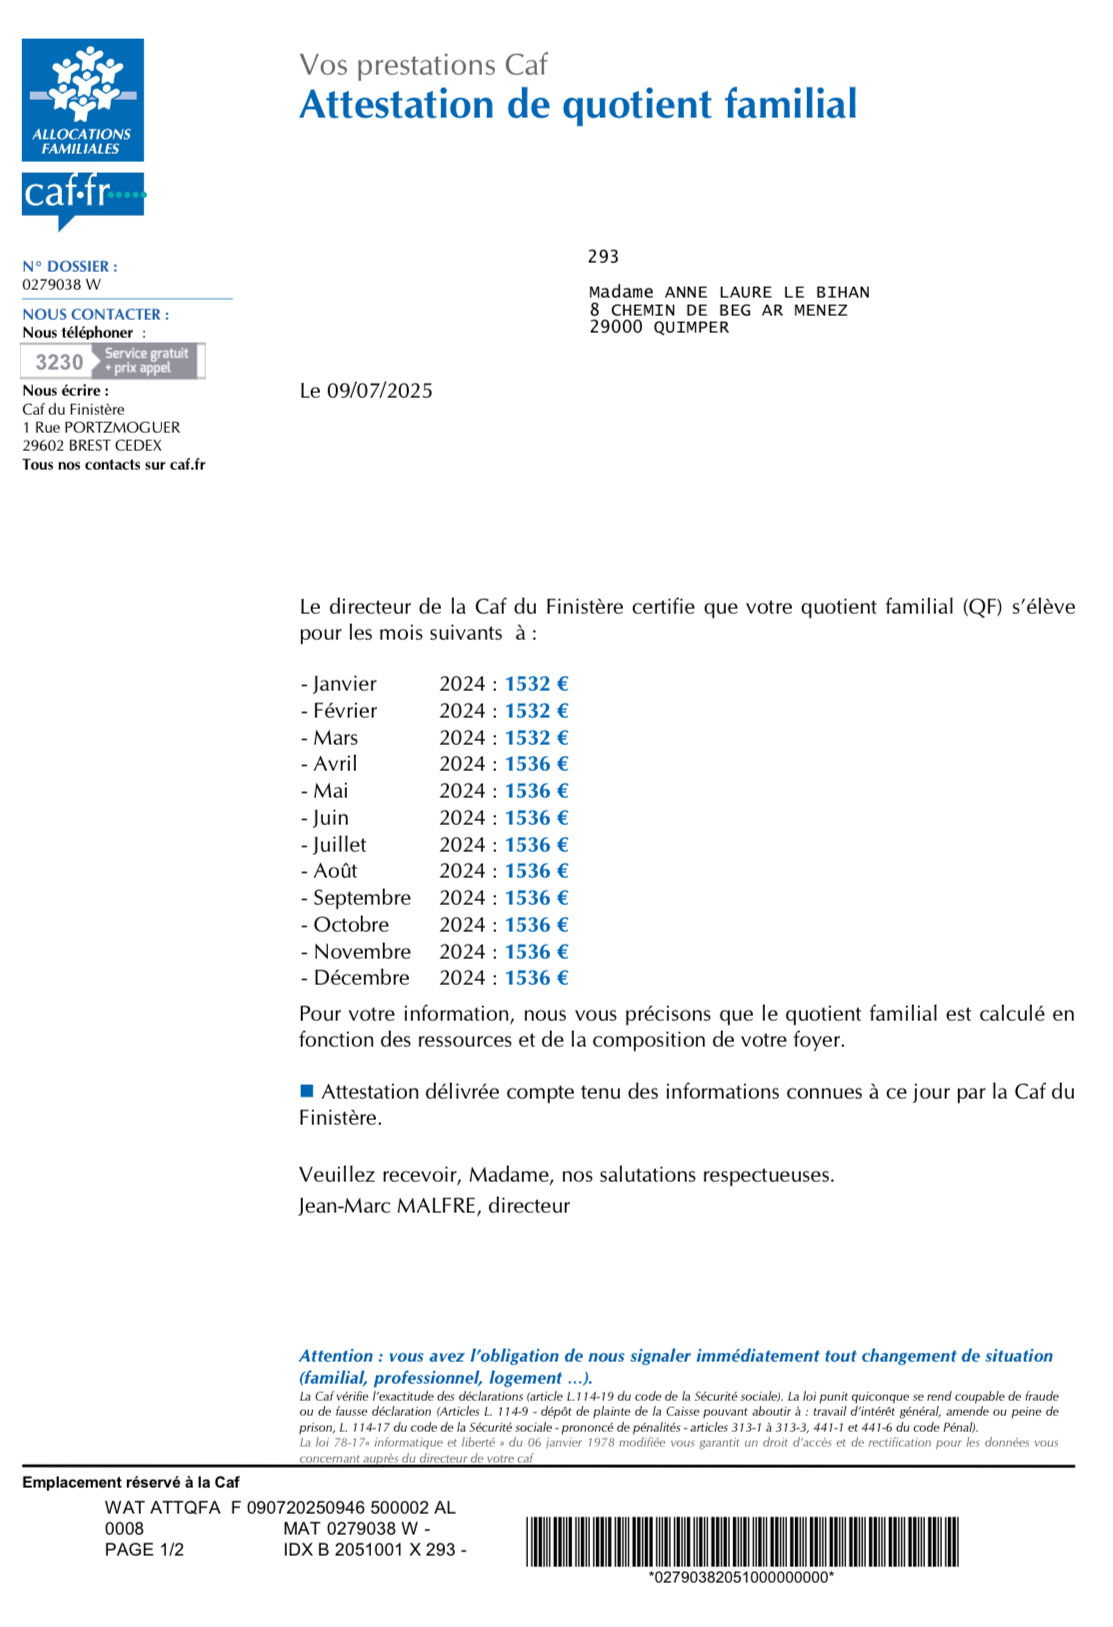 ALLOCATIONS
FAMILIALES
caf.fr
Vos prestations Caf
Attestation de quotient familial
N° DOSSIER :
0279038 W
NOUS CONTACTER :
Nous téléphoner :
3230 Service gratuit
+ prix appel
Nous écrire :
Caf du Finistère
1 Rue PORTZMOGUER
29602 BREST CEDEX
Tous nos contacts sur caf.fr
293
Madame ANNE LAURE LE BIHAN
8 CHEMIN DE BEG AR MENEZ
29000 QUIMPER
Le 09/07/2025
Le directeur de la Caf du Finistère certifie que votre quotient familial (QF) s’élève
pour les mois suivants à :
- Janvier 2024 : 1532 €
- Février 2024 : 1532 €
- Mars 2024 : 1532 €
- Avril 2024 : 1536 €
- Mai 2024 : 1536 €
- Juin 2024 : 1536 €
- Juillet 2024 : 1536 €
- Août 2024 : 1536 €
- Septembre 2024 : 1536 €
- Octobre 2024 : 1536 €
- Novembre 2024 : 1536 €
- Décembre 2024 : 1536 €
Pour votre information, nous vous précisons que le quotient familial est calculé en
fonction des ressources et de la composition de votre foyer.
■ Attestation délivrée compte tenu des informations connues à ce jour par la Caf du
Finistère.
Veuillez recevoir, Madame, nos salutations respectueuses.
Jean-Marc MALFRE, directeur
Attention : vous avez l’obligation de nous signaler immédiatement tout changement de situation
(familial, professionnel, logement ...).
La Caf vérifie l’exactitude des déclarations (article L.114-19 du code de la Sécurité sociale). La loi punit quiconque se rend coupable de fraude
ou de fausse déclaration (Articles L. 114-9 - dépôt de plainte de la Caisse pouvant aboutir à : travail d’intérêt général, amende ou peine de
prison, L. 114-17 du code de la Sécurité sociale - prononcé de pénalités - articles 313-1 à 313-3, 441-1 et 441-6 du code Pénal).
La loi 78-17« informatique et liberté » du 06 janvier 1978 modifiée vous garantit un droit d’accès et de rectification pour les données vous
concernant auprès du directeur de votre caf
Emplacement réservé à la Caf
WAT ATTQFA F 090720250946 500002 AL
0008 MAT 0279038 W -
PAGE 1/2 IDX B 2051001 X 293 -
*02790382051000000000*